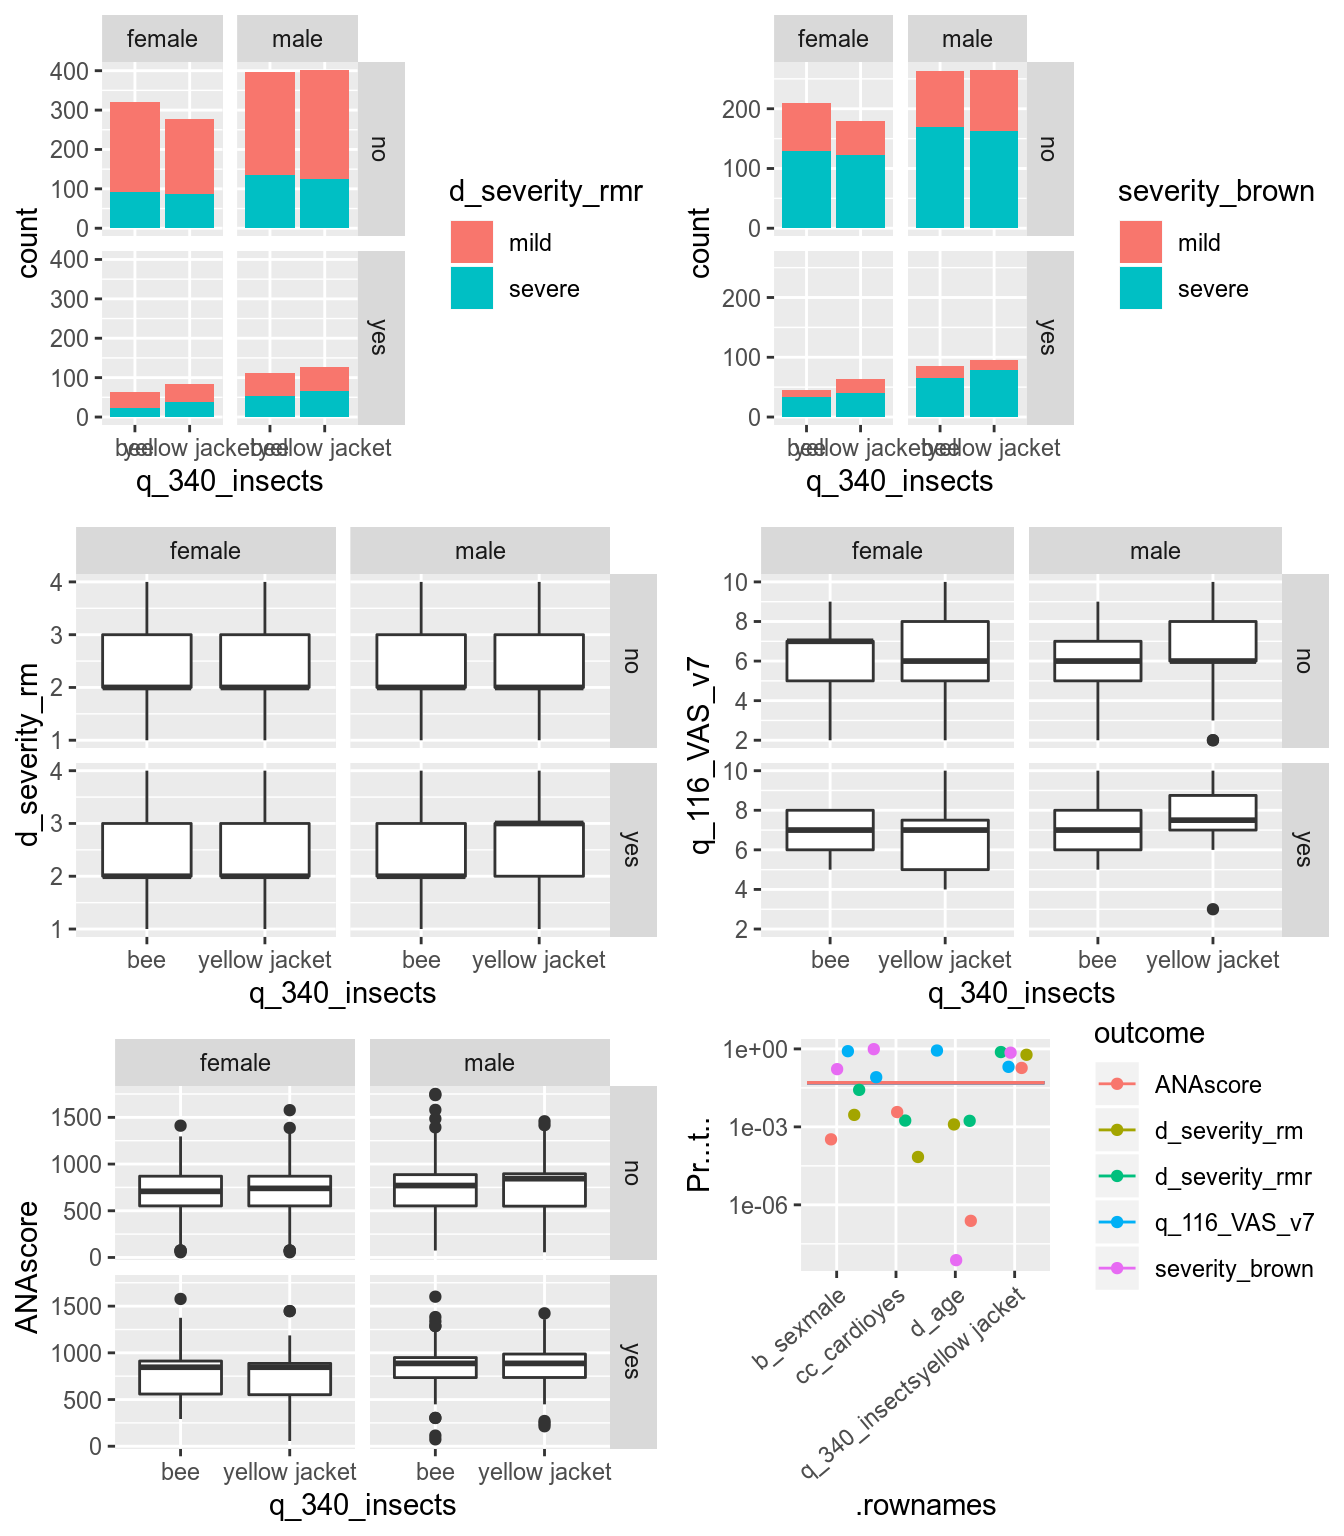 female male
400
300
200
100
0
no
400
300
200
100
0
yes
count
bee yellow jacket bee yellow jacket
q_340_insects
d_severity_rmr
mild
severe
female male
200
100
0
no
200
100
0
yes
count
bee yellow jacket bee yellow jacket
q_340_insects
severity_brown
mild
severe
female male
4
3
2
1
no
4
3
2
1
yes
d_severity_rm
bee yellow jacket bee yellow jacket
q_340_insects
female male
10
8
6
4
2
no
10
8
6
4
2
yes
q_116_VAS_v7
bee yellow jacket bee yellow jacket
q_340_insects
female male
1500
1000
500
0
no
1500
1000
500
0
yes
ANAscore
bee yellow jacket bee yellow jacket
q_340_insects
1e+00
1e-03
1e-06
Pr...t..
b_sexmale
cc_cardioyes
d_age
q_340_insectsyellow jacket
.rownames
outcome
ANAscore
d_severity_rm
d_severity_rmr
q_116_VAS_v7
severity_brown